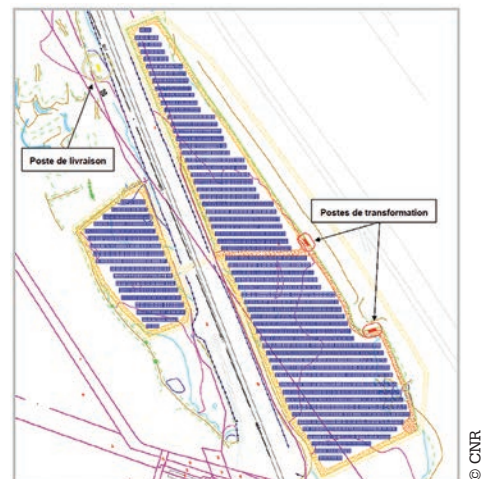 Poste de livraison
Postes de transformation
© CNR